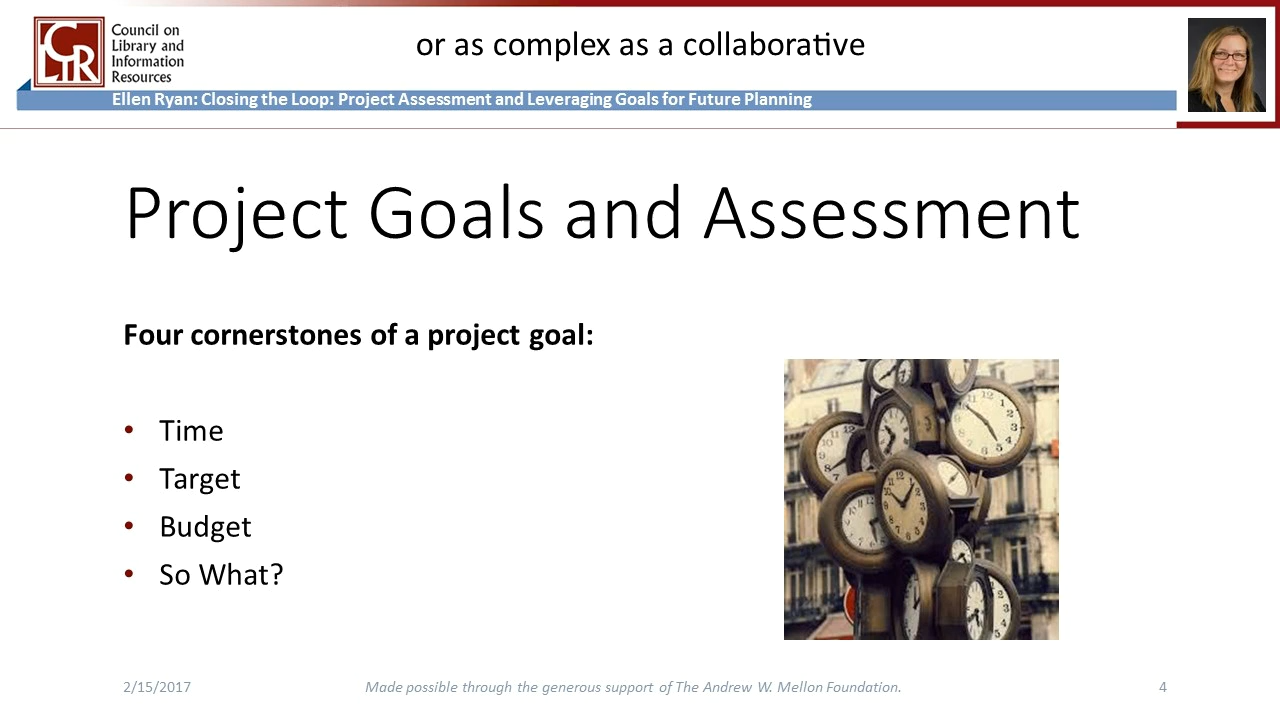 CLIR
Council on
Library and
Information
Resources
or as complex as a collaborative
Ellen Ryan: Closing the Loop: Project Assessment and Leveraging Goals for Future Planning
Project Goals and Assessment
Four cornerstones of a project goal:
• Time
• Target
• Budget
• So What?
2/15/2017
Made possible through the generous support of The Andrew W. Mellon Foundation.
4